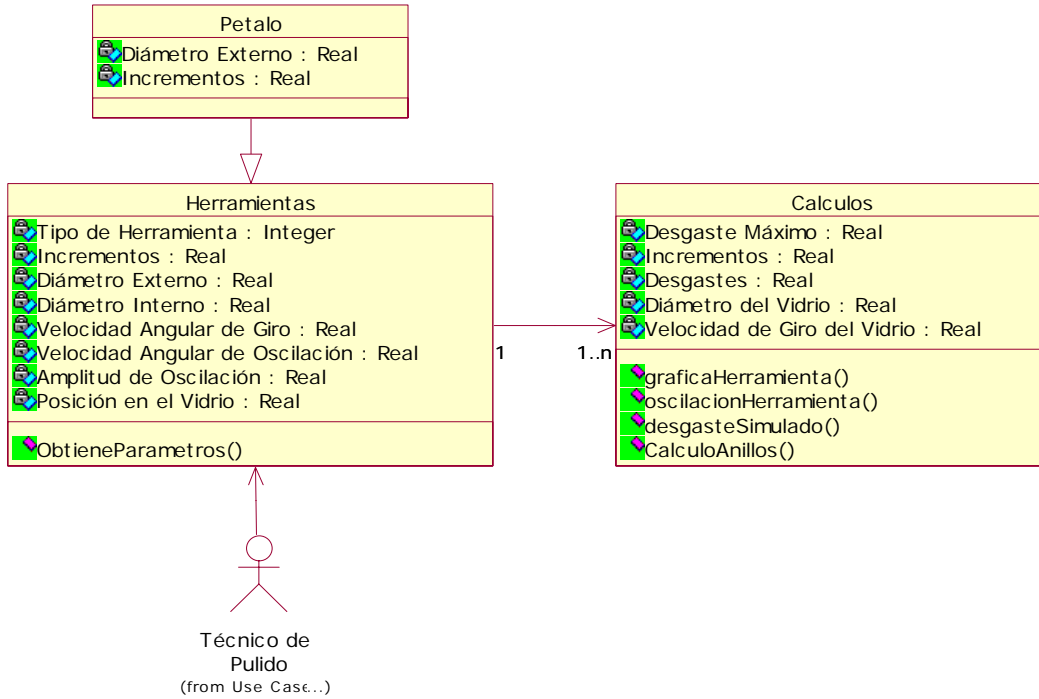 Petalo
Diámetro Externo : Real
Incrementos : Real
Herramientas
Tipo de Herramienta : Integer
Incrementos : Real
Diámetro Externo : Real
Diámetro Interno : Real
Velocidad Angular de Giro : Real
Velocidad Angular de Oscilación : Real
Amplitud de Oscilación : Real
Posición en el Vidrio : Real
ObtieneParametros()
1
1..n
Calculos
Desgaste Máximo : Real
Incrementos : Real
Desgastes : Real
Diámetro del Vidrio : Real
Velocidad de Giro del Vidrio : Real
graficaHerramienta()
oscilacionHerramienta()
desgasteSimulado()
CalculoAnillos()
Técnico de
Pulido
(from Use Case...)